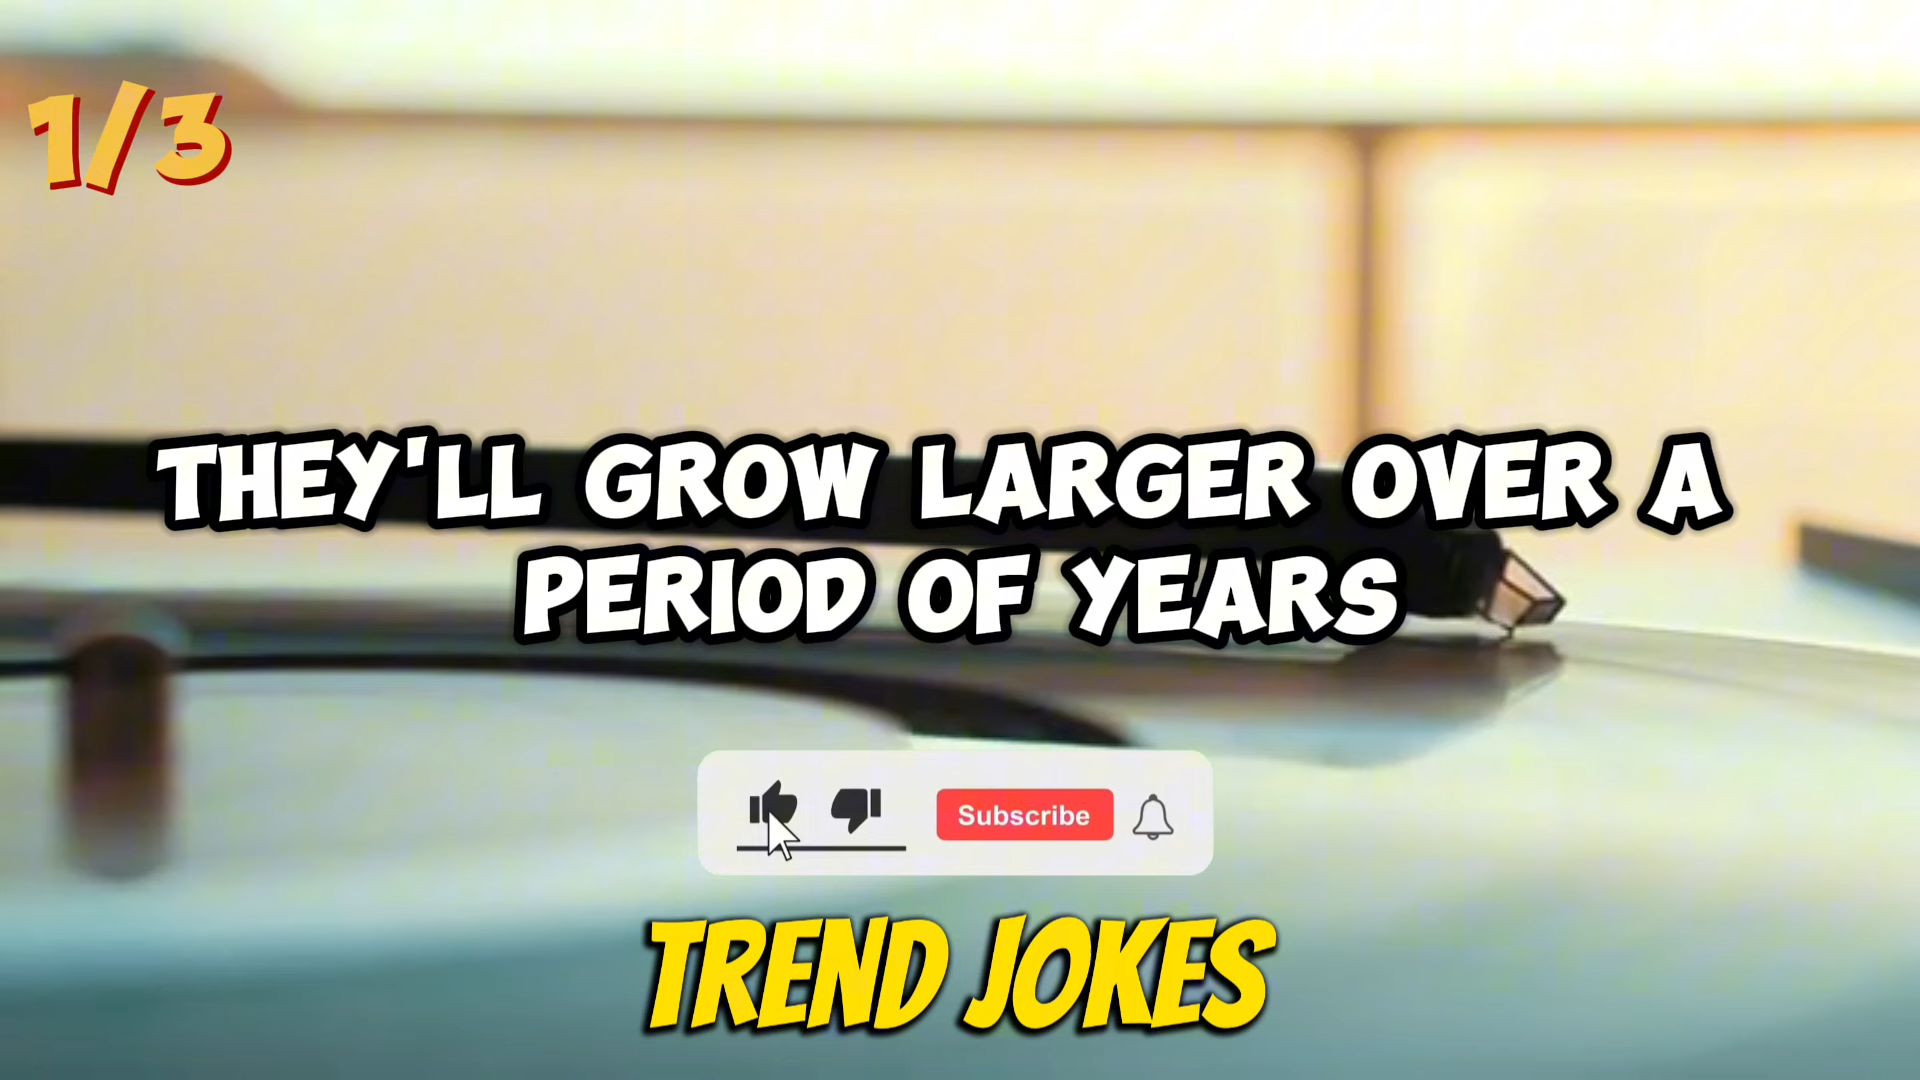 1/3
THEY'LL GROW LARGER OVER A
PERIOD OF YEARS
Subscribe
TREND JOKES